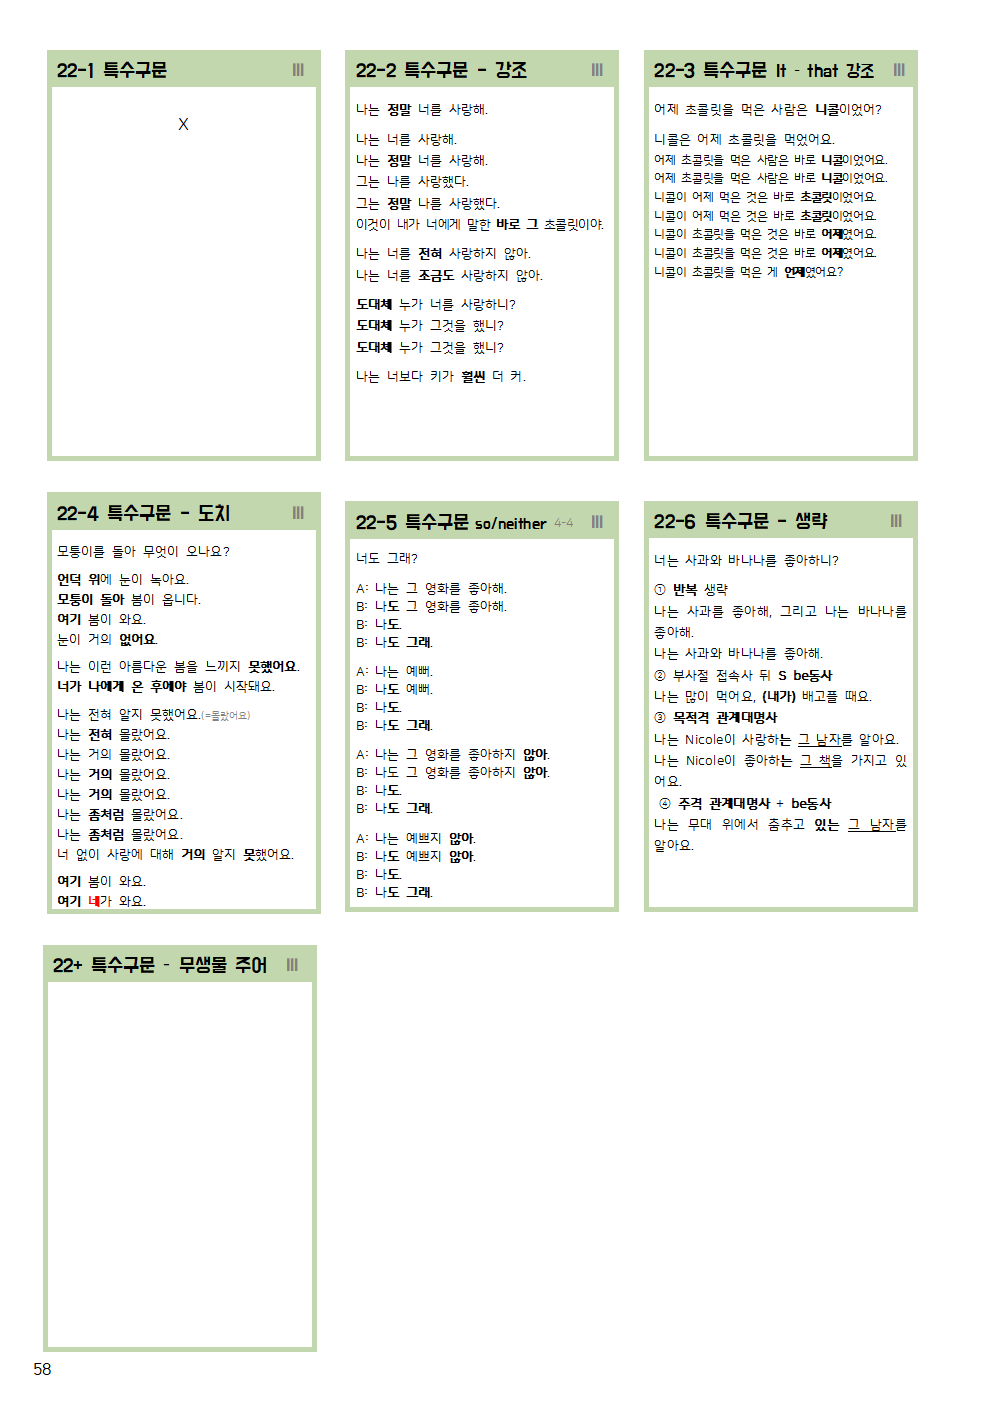 22-1 특수구문 Ⅲ
X
22-2 특수구문 - 강조 Ⅲ
나는 정말 너를 사랑해.
나는 너를 사랑해.
나는 정말 너를 사랑해.
그는 나를 사랑했다.
그는 정말 나를 사랑했다.
이것이 내가 너에게 말한 바로 그 초콜릿이야.
나는 너를 전혀 사랑하지 않아.
나는 너를 조금도 사랑하지 않아.
도대체 누가 너를 사랑하니?
도대체 누가 그것을 했니?
도대체 누가 그것을 했니?
나는 너보다 키가 훨씬 더 커.
22-3 특수구문 It - that 강조 Ⅲ
어제 초콜릿을 먹은 사람은 니콜이었어?
니콜은 어제 초콜릿을 먹었어요.
어제 초콜릿을 먹은 사람은 바로 니콜이었어요.
어제 초콜릿을 먹은 사람은 바로 니콜이었어요.
니콜이 어제 먹은 것은 바로 초콜릿이었어요.
니콜이 어제 먹은 것은 바로 초콜릿이었어요.
니콜이 초콜릿을 먹은 것은 바로 어제였어요.
니콜이 초콜릿을 먹은 것은 바로 어제였어요.
니콜이 초콜릿을 먹은 게 언제였어요?
22-4 특수구문 - 도치 Ⅲ
모퉁이를 돌아 무엇이 오나요?
언덕 위에 눈이 녹아요.
모퉁이 돌아 봄이 옵니다.
여기 봄이 와요.
눈이 거의 없어요.
나는 이런 아름다운 봄을 느끼지 못했어요.
너가 나에게 온 후에야 봄이 시작돼요.
나는 전혀 알지 못했어요.(=몰랐어요)
나는 전혀 몰랐어요.
나는 거의 몰랐어요.
나는 거의 몰랐어요.
나는 거의 몰랐어요.
나는 좀처럼 몰랐어요.
나는 좀처럼 몰랐어요.
너 없이 사랑에 대해 거의 알지 못했어요.
여기 봄이 와요.
여기 네가 와요.
22-5 특수구문 so/neither 4-4 Ⅲ
너도 그래?
A: 나는 그 영화를 좋아해.
B: 나도 그 영화를 좋아해.
B: 나도.
B: 나도 그래.
A: 나는 예뻐.
B: 나도 예뻐.
B: 나도.
B: 나도 그래.
A: 나는 그 영화를 좋아하지 않아.
B: 나도 그 영화를 좋아하지 않아.
B: 나도.
B: 나도 그래.
A: 나는 예쁘지 않아.
B: 나도 예쁘지 않아.
B: 나도.
B: 나도 그래.
22-6 특수구문 - 생략 Ⅲ
너는 사과와 바나나를 좋아하니?
① 반복 생략
나는 사과를 좋아해, 그리고 나는 바나나를
좋아해.
나는 사과와 바나나를 좋아해.
② 부사절 접속사 뒤 S be동사
나는 많이 먹어요, (내가) 배고플 때요.
③ 목적격 관계대명사
나는 Nicole이 사랑하는 그 남자를 알아요.
나는 Nicole이 좋아하는 그 책을 가지고 있
어요.
④ 주격 관계대명사 + be동사
나는 무대 위에서 춤추고 있는 그 남자를
알아요.
22+ 특수구문 - 무생물 주어 Ⅲ
58